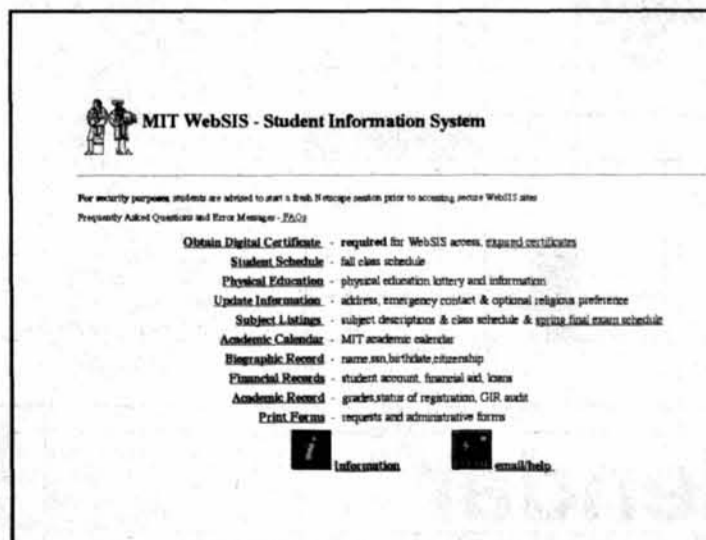 MIT WebSIS - Student Information System
For security purposes students are advised to start a fresh Netscape session prior to accessing secure WebSIS sites
Frequently Asked Questions and Error Messages - FAQs
Obtain Digital Certificate - required for WebSIS access, expired certificates
Student Schedule - fall class schedule
Physical Education - physical education lottery and information
Update Information - address, emergency contact & optional religious preference
Subject Listings - subject descriptions & class schedule & spring final exam schedule
Academic Calendar - MIT academic calendar
Biographic Record - name,ssn,birthdate,citizenship
Financial Records - student account, financial aid, loans
Academic Record - grades,status of registration, GIR audit
Print Forms - requests and administrative forms
i Information email/help